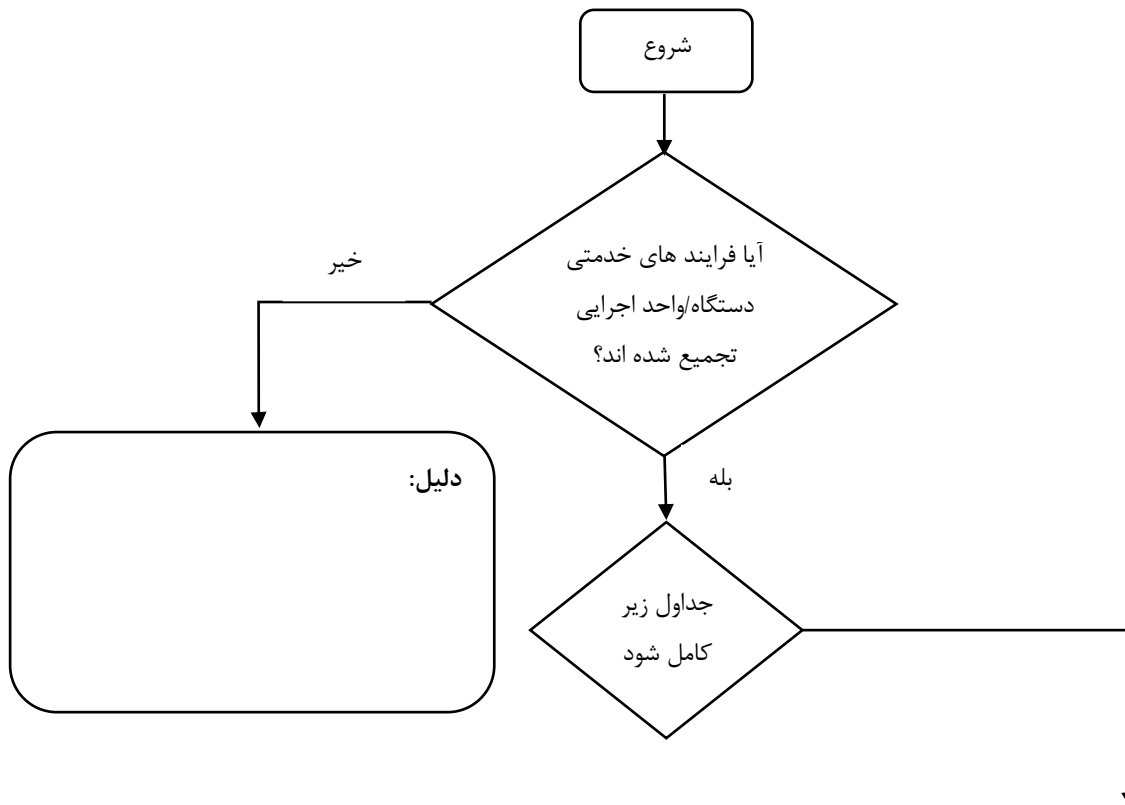 شروع
آیا فرایند های خدمتی
دستگاه/واحد اجرایی
تجمیع شده اند؟
خیر
بله
دلیل:
جداول زیر
کامل شود